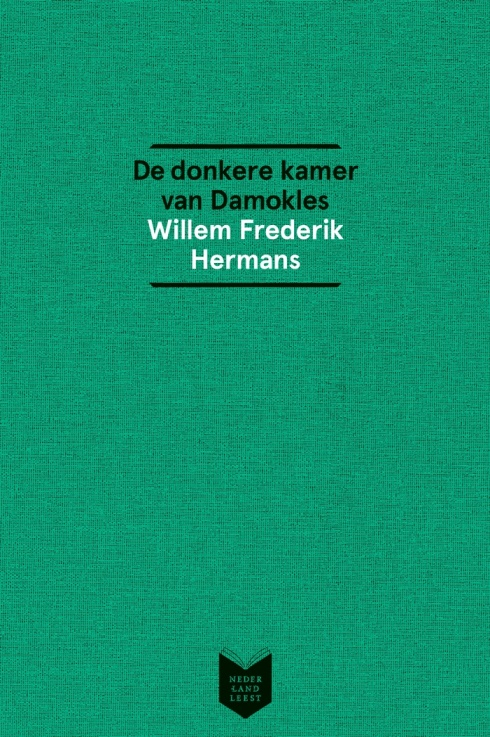 De donkere kamer
van Damokles
Willem Frederik
Hermans
NEDER
LAND
LEEST